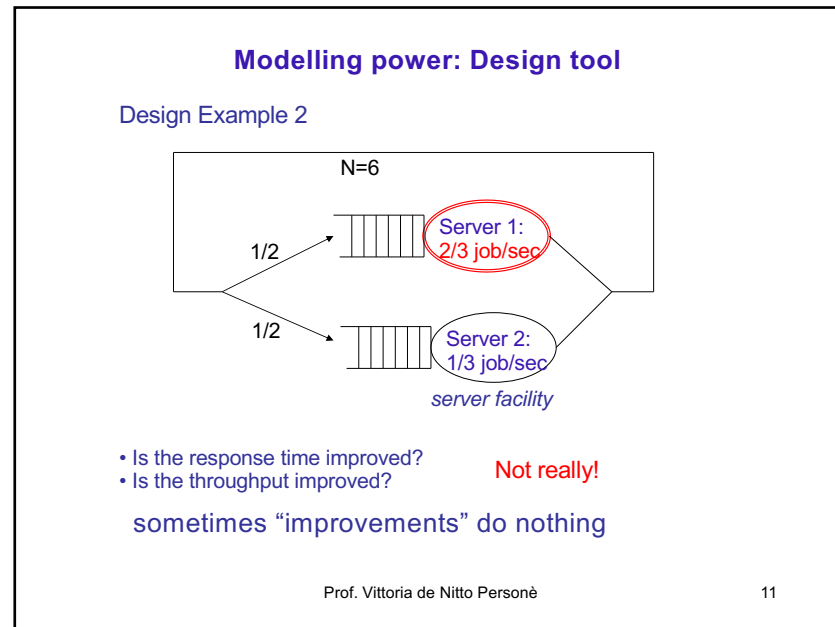 Modelling power: Design tool
Design Example 2
N=6
Server 1:
2/3 job/sec
1/2
1/2
Server 2:
1/3 job/sec
server facility
• Is the response time improved?
• Is the throughput improved?
Not really!
sometimes “improvements” do nothing
Prof. Vittoria de Nitto Personè
11